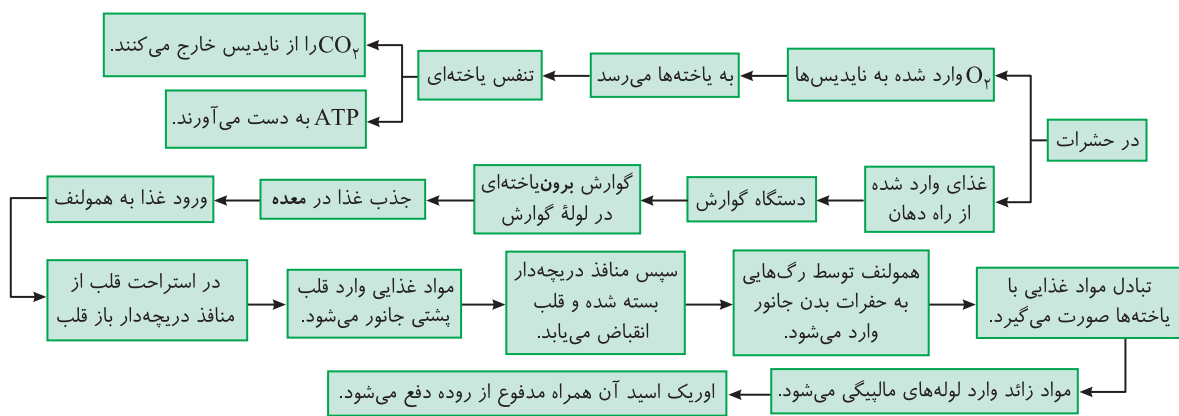 در حشرات
O₂ وارد شده به نایدیس‌ها
به یاخته‌ها می‌رسد
تنفس یاخته‌ای
CO₂ را از نایدیس خارج می‌کنند.
ATP به دست می‌آورند.
غذای وارد شده
از راه دهان
دستگاه گوارش
گوارش برون‌یاخته‌ای
در لولهٔ گوارش
جذب غذا در معده
ورود غذا به همولنف
در استراحت قلب از
منافذ دریچه‌دار باز قلب
مواد غذایی وارد قلب
پشتی جانور می‌شود.
سپس منافذ دریچه‌دار
بسته شده و قلب
انقباض می‌یابد.
همولنف توسط رگ‌هایی
به حفرات بدن جانور
وارد می‌شود.
تبادل مواد غذایی با
یاخته‌ها صورت می‌گیرد.
مواد زائد وارد لوله‌های مالپیگی می‌شود.
اوریک اسید آن همراه مدفوع از روده دفع می‌شود.